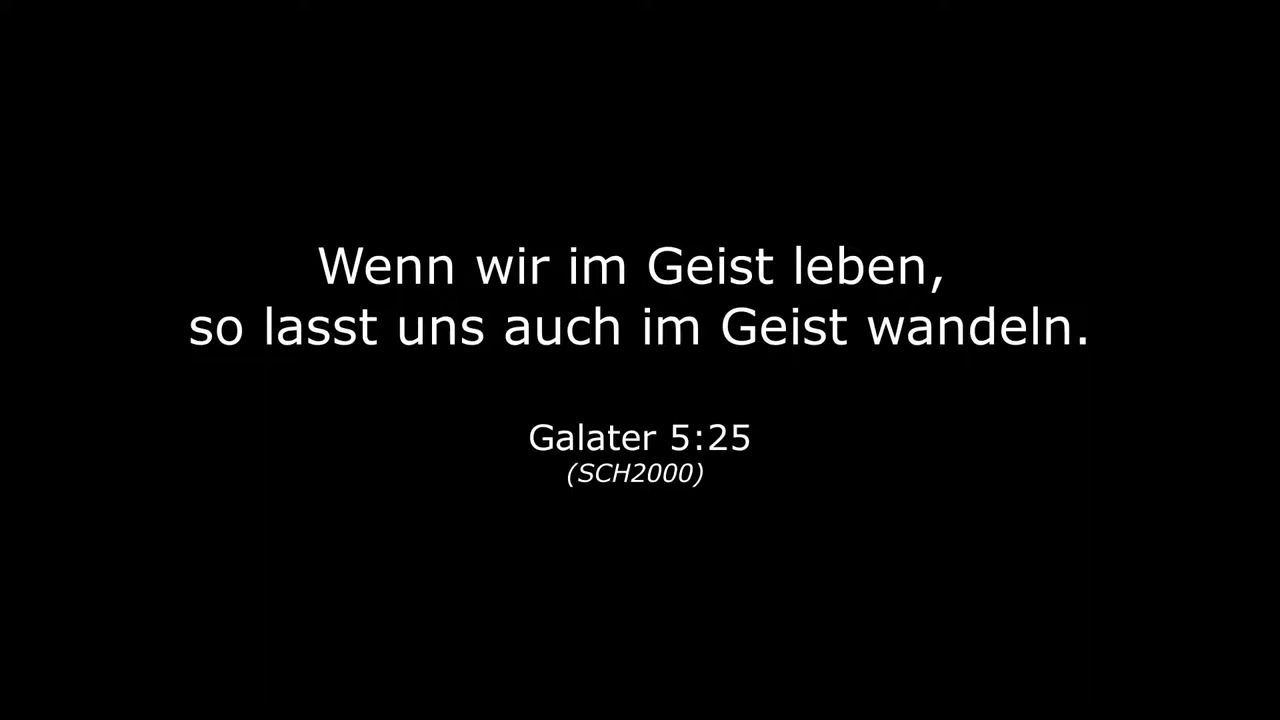 Wenn wir im Geist leben,
so lasst uns auch im Geist wandeln.
Galater 5:25
(SCH2000)